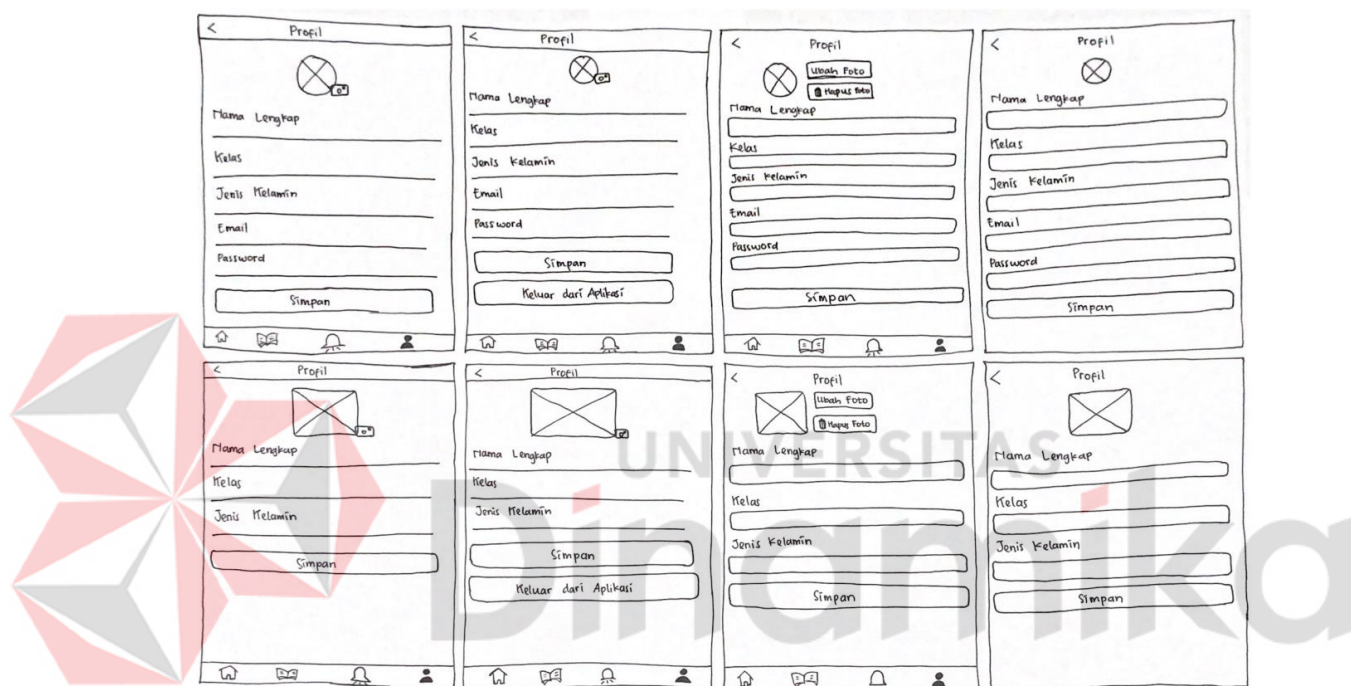 Profil
Nama Lengkap
Kelas
Jenis Kelamin
Email
Password
Simpan
Profil
Nama Lengkap
Kelas
Jenis Kelamin
Email
Password
Simpan
Keluar dari Aplikasi
Profil
Ubah Foto
Hapus foto
Nama Lengkap
Kelas
Jenis Kelamin
Email
Password
Simpan
Profil
Nama Lengkap
Kelas
Jenis Kelamin
Email
Password
Simpan
Profil
Nama Lengkap
Kelas
Jenis Kelamin
Simpan
Profil
Nama Lengkap
Kelas
Jenis Kelamin
Simpan
Keluar dari Aplikasi
Profil
Ubah Foto
Hapus Foto
Nama Lengkap
Kelas
Jenis Kelamin
Simpan
Profil
Nama Lengkap
Kelas
Jenis Kelamin
Simpan
UNIVERSITAS
Dinamika